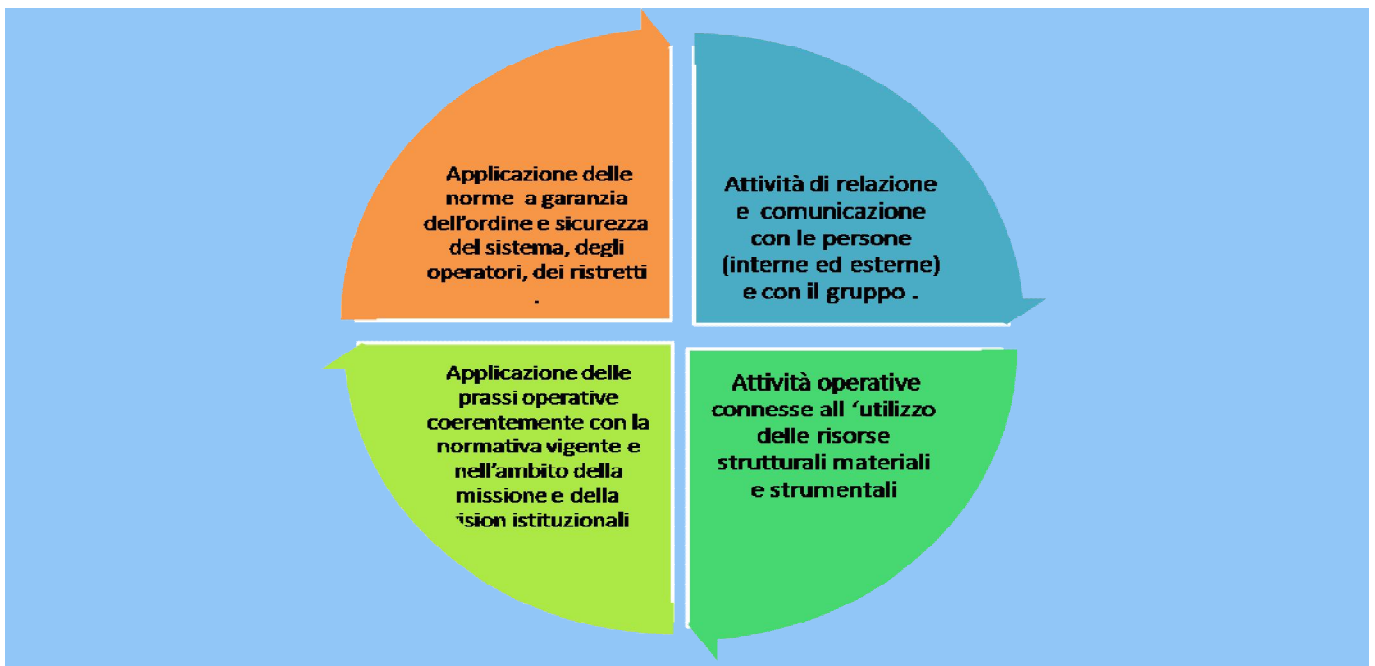 Applicazione delle
norme a garanzia
dell'ordine e sicurezza
del sistema, degli
operatori, dei ristretti
.
Attività di relazione
e comunicazione
con le persone
(interne ed esterne)
e con il gruppo .
Applicazione delle
prassi operative
coerentemente con la
normativa vigente e
nell'ambito della
missione e della
ision istituzionali
Attività operative
connesse all 'utilizzo
delle risorse
strutturali materiali
e strumentali